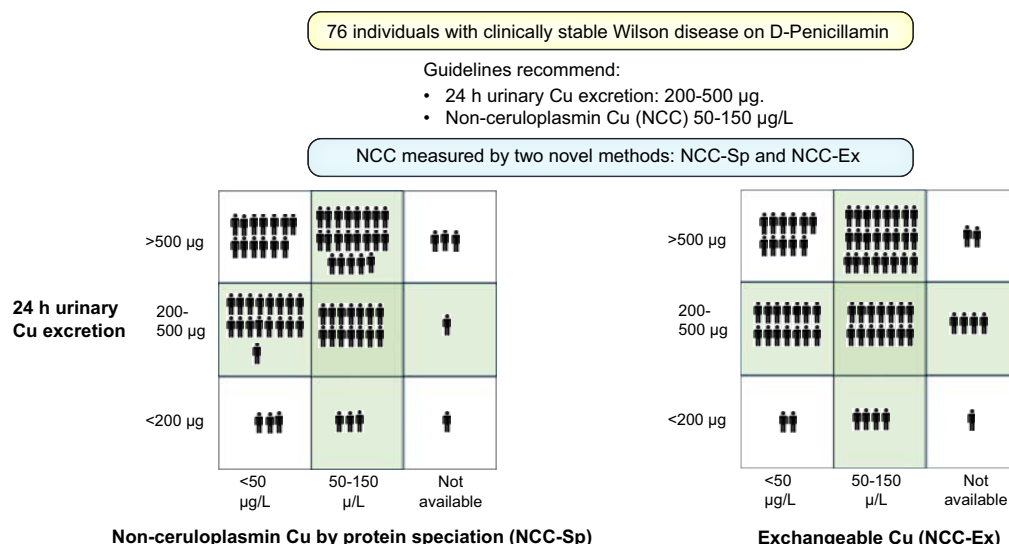 76 individuals with clinically stable Wilson disease on D-Penicillamin
Guidelines recommend:
• 24 h urinary Cu excretion: 200-500 μg.
• Non-ceruloplasmin Cu (NCC) 50-150 μg/L
NCC measured by two novel methods: NCC-Sp and NCC-Ex
24 h urinary
Cu excretion
>500 μg
200-
500 μg
<200 μg
<50
μg/L
50-150
μ/L
Not
available
Non-ceruloplasmin Cu by protein speciation (NCC-Sp)
>500 μg
200-
500 μg
<200 μg
<50
μg/L
50-150
μ/L
Not
available
Exchangeable Cu (NCC-Ex)